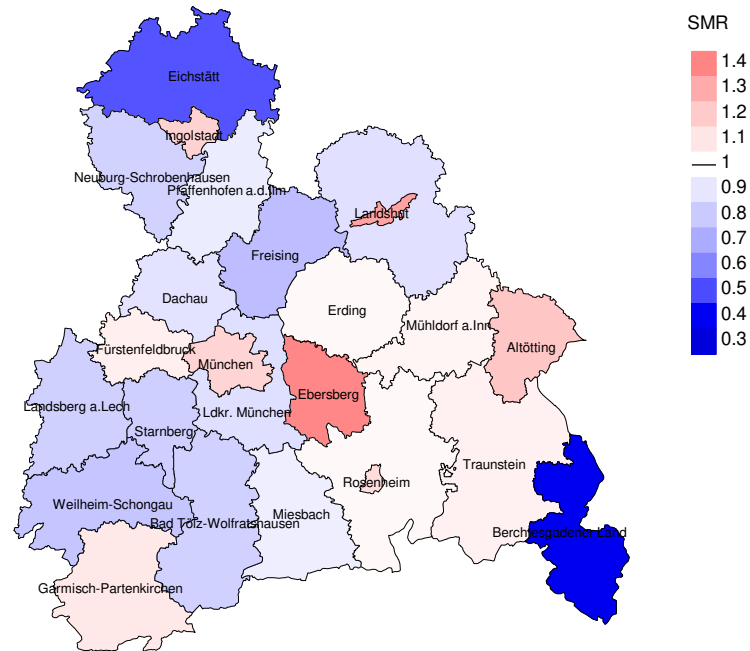 SMR
1.4
1.3
1.2
1.1
1
0.9
0.8
0.7
0.6
0.5
0.4
0.3
Eichstätt
Ingolstadt
Neuburg-Schrobenhausen
Pfaffenhofen a.d.Ilm
Landshut
Freising
Dachau
Erding
Mühldorf a.Inn
Fürstenfeldbruck
München
Altötting
Ebersberg
Landsberg a.Lech
Ldkr. München
Starnberg
Traunstein
Rosenheim
Weilheim-Schongau
Miesbach
Bad Tölz-Wolfratshausen
Berchtesgadener Land
Garmisch-Partenkirchen